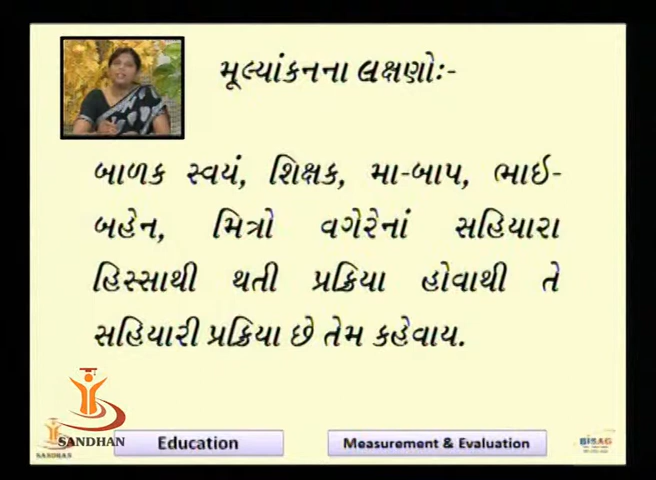 મૂલ્યાંકનના લક્ષણોઃ-
બાળક સ્વયં, શિક્ષક, મા-બાપ, ભાઇ-
બહેન, મિત્રો વગેરેનાં સહિયારા
હિસ્સાથી થતી પ્રક્રિયા હોવાથી તે
સહિયારી પ્રક્રિયા છે તેમ કહેવાય.
SANDHAN
SANDHAN
Education
Measurement & Evaluation
BISAG